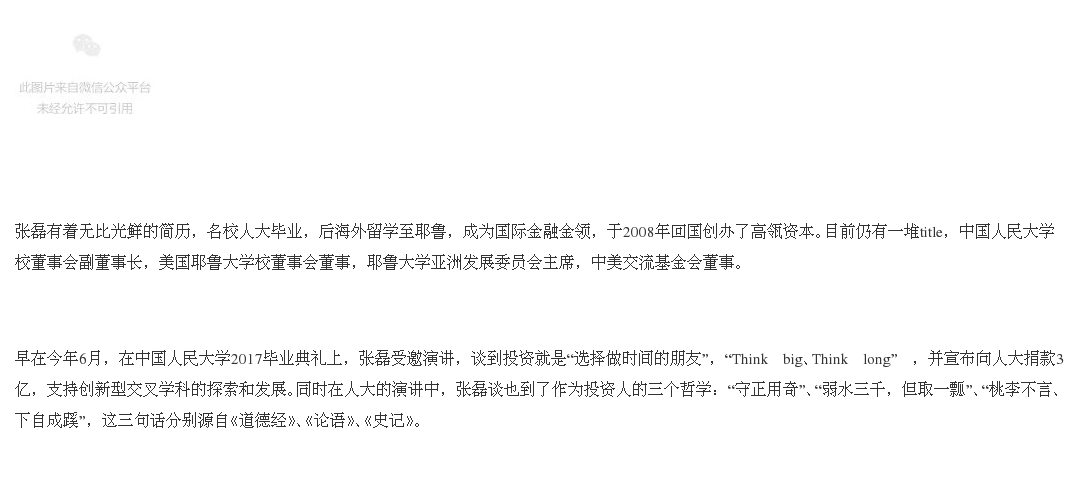 此图片来自微信公众平台
未经允许不可引用
张磊有着无比光鲜的简历，名校人大毕业，后海外留学至耶鲁，成为国际金融金领，于2008年回国创办了高领资本。目前仍有一堆title，中国人民大学
校董事会副董事长，美国耶鲁大学校董事会董事，耶鲁大学亚洲发展委员会主席，中美交流基金会董事。
早在今年6月，在中国人民大学2017毕业典礼上，张磊受邀演讲，谈到投资就是“选择做时间的朋友”，“Think big、Think long” ，并宣布向人大捐款3
亿，支持创新型交叉学科的探索和发展。同时在人大的演讲中，张磊谈也到了作为投资人的三个哲学：“守正用奇”、“弱水三千，但取一瓢”、“桃李不言、
下自成蹊”，这三句话分别源自《道德经》、《论语》、《史记》。